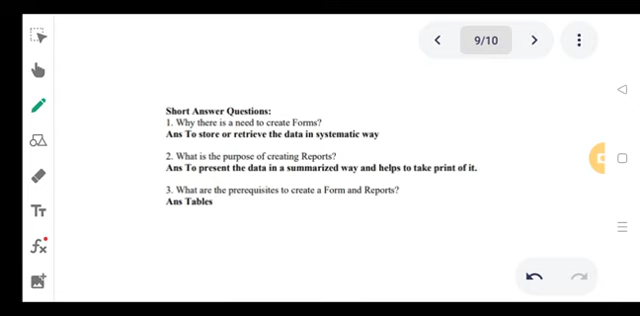 9/10
Short Answer Questions:
1. Why there is a need to create Forms?
Ans To store or retrieve the data in systematic way
2. What is the purpose of creating Reports?
Ans To present the data in a summarized way and helps to take print of it.
3. What are the prerequisites to create a Form and Reports?
Ans Tables
TT
fx